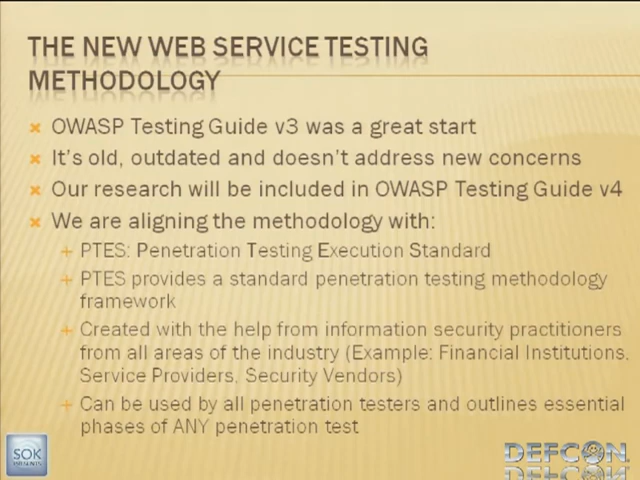 THE NEW WEB SERVICE TESTING
METHODOLOGY
OWASP Testing Guide v3 was a great start
It's old, outdated and doesn't address new concerns
Our research will be included in OWASP Testing Guide v4
We are aligning the methodology with:
PTES: Penetration Testing Execution Standard
PTES provides a standard penetration testing methodology
framework
Created with the help from information security practitioners
from all areas of the industry (Example: Financial Institutions,
Service Providers, Security Vendors)
Can be used by all penetration testers and outlines essential
phases of ANY penetration test
SOK
PRESENTS
DEFCON